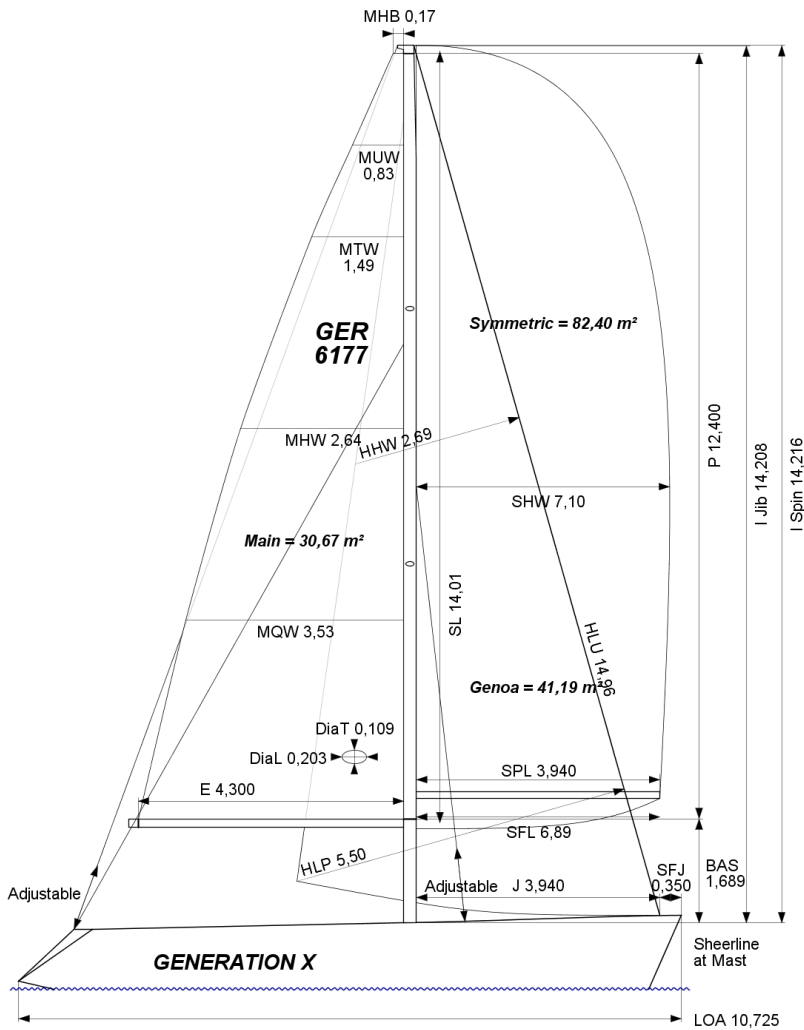 MHB 0,17
MUW
0,83
MTW
1,49
GER
6177
Symmetric = 82,40 m²
MHW 2,64
HHW 2,69
P 12,400
I Jib 14,208
I Spin 14,216
SHW 7,10
Main = 30,67 m²
SL 14,01
MQW 3,53
HLU 14,96
Genoa = 41,19 m²
DiaT 0,109
DiaL 0,203
SPL 3,940
E 4,300
SFL 6,89
HLP 5,50
Adjustable
Adjustable
J 3,940
SFJ
0,350
BAS
1,689
Sheerline
at Mast
GENERATION X
LOA 10,725